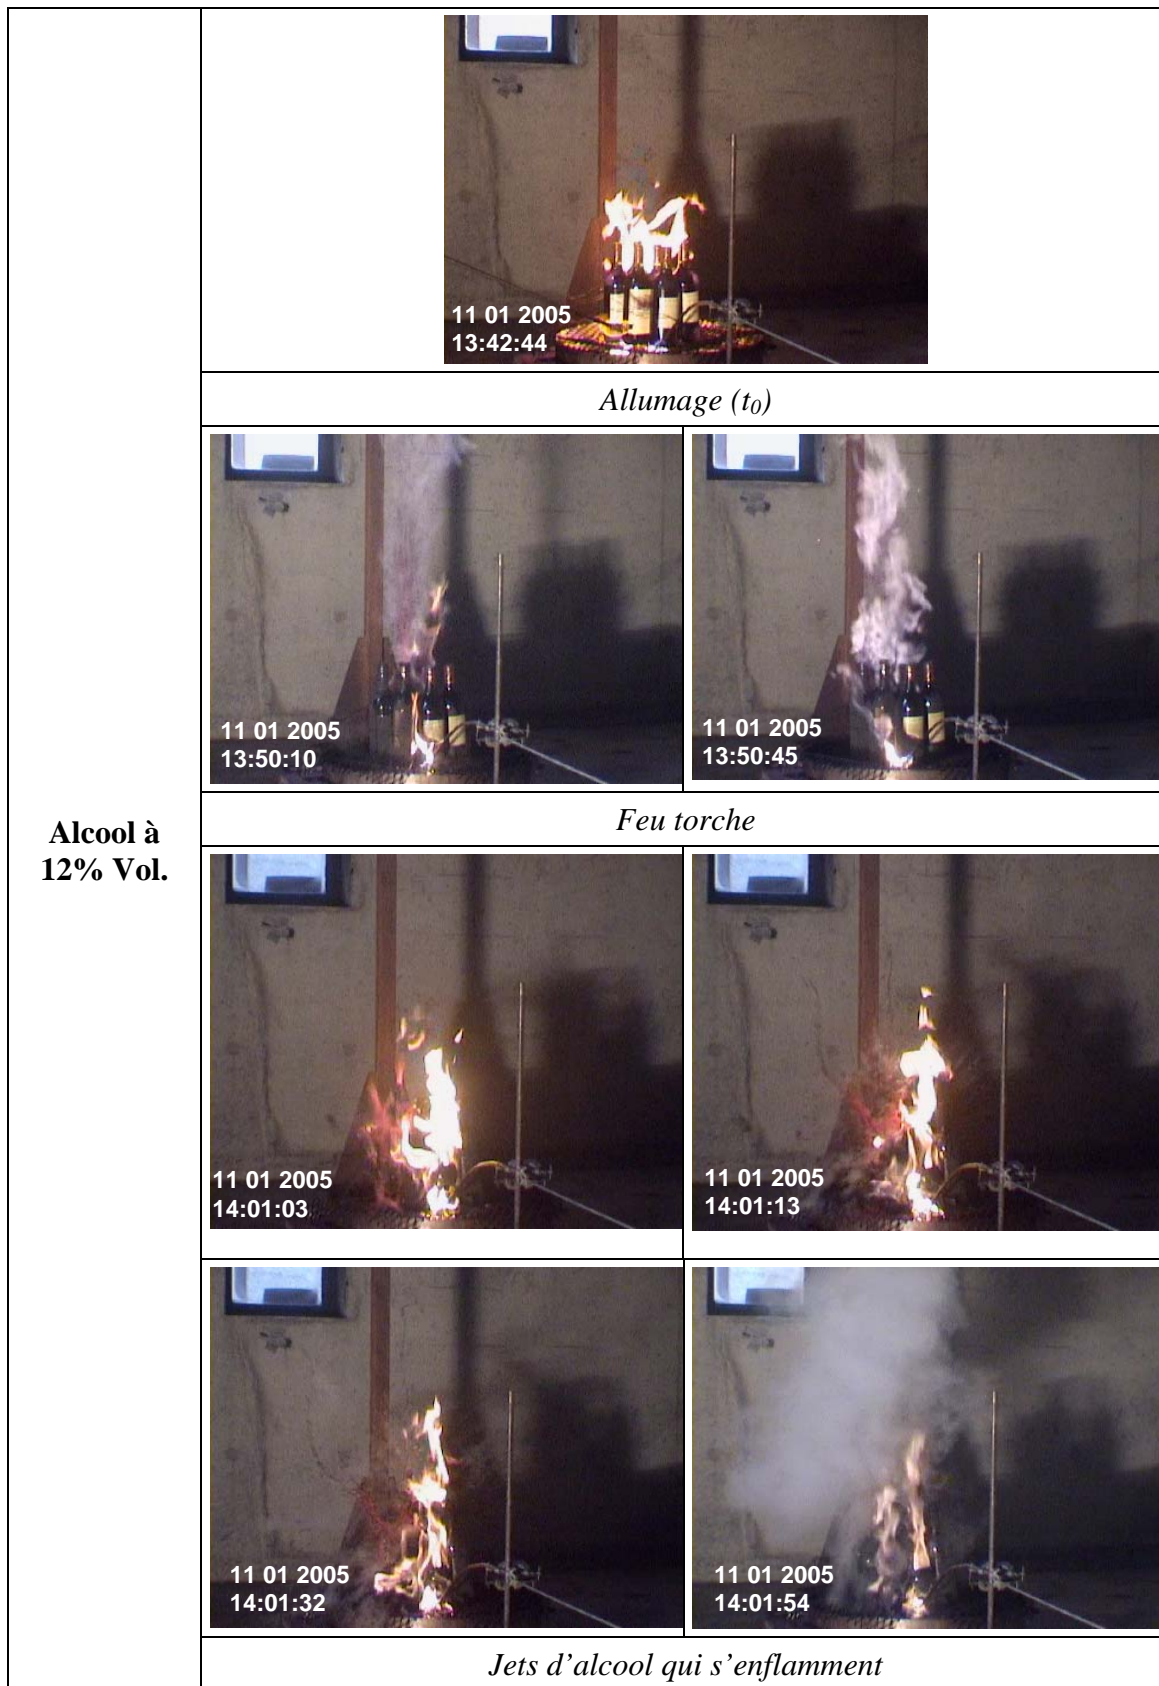 11 01 2005
13:42:44
Allumage (t0)
11 01 2005
13:50:10
11 01 2005
13:50:45
Feu torche
Alcool à
12% Vol.
11 01 2005
14:01:03
11 01 2005
14:01:13
11 01 2005
14:01:32
11 01 2005
14:01:54
Jets d’alcool qui s’enflamment